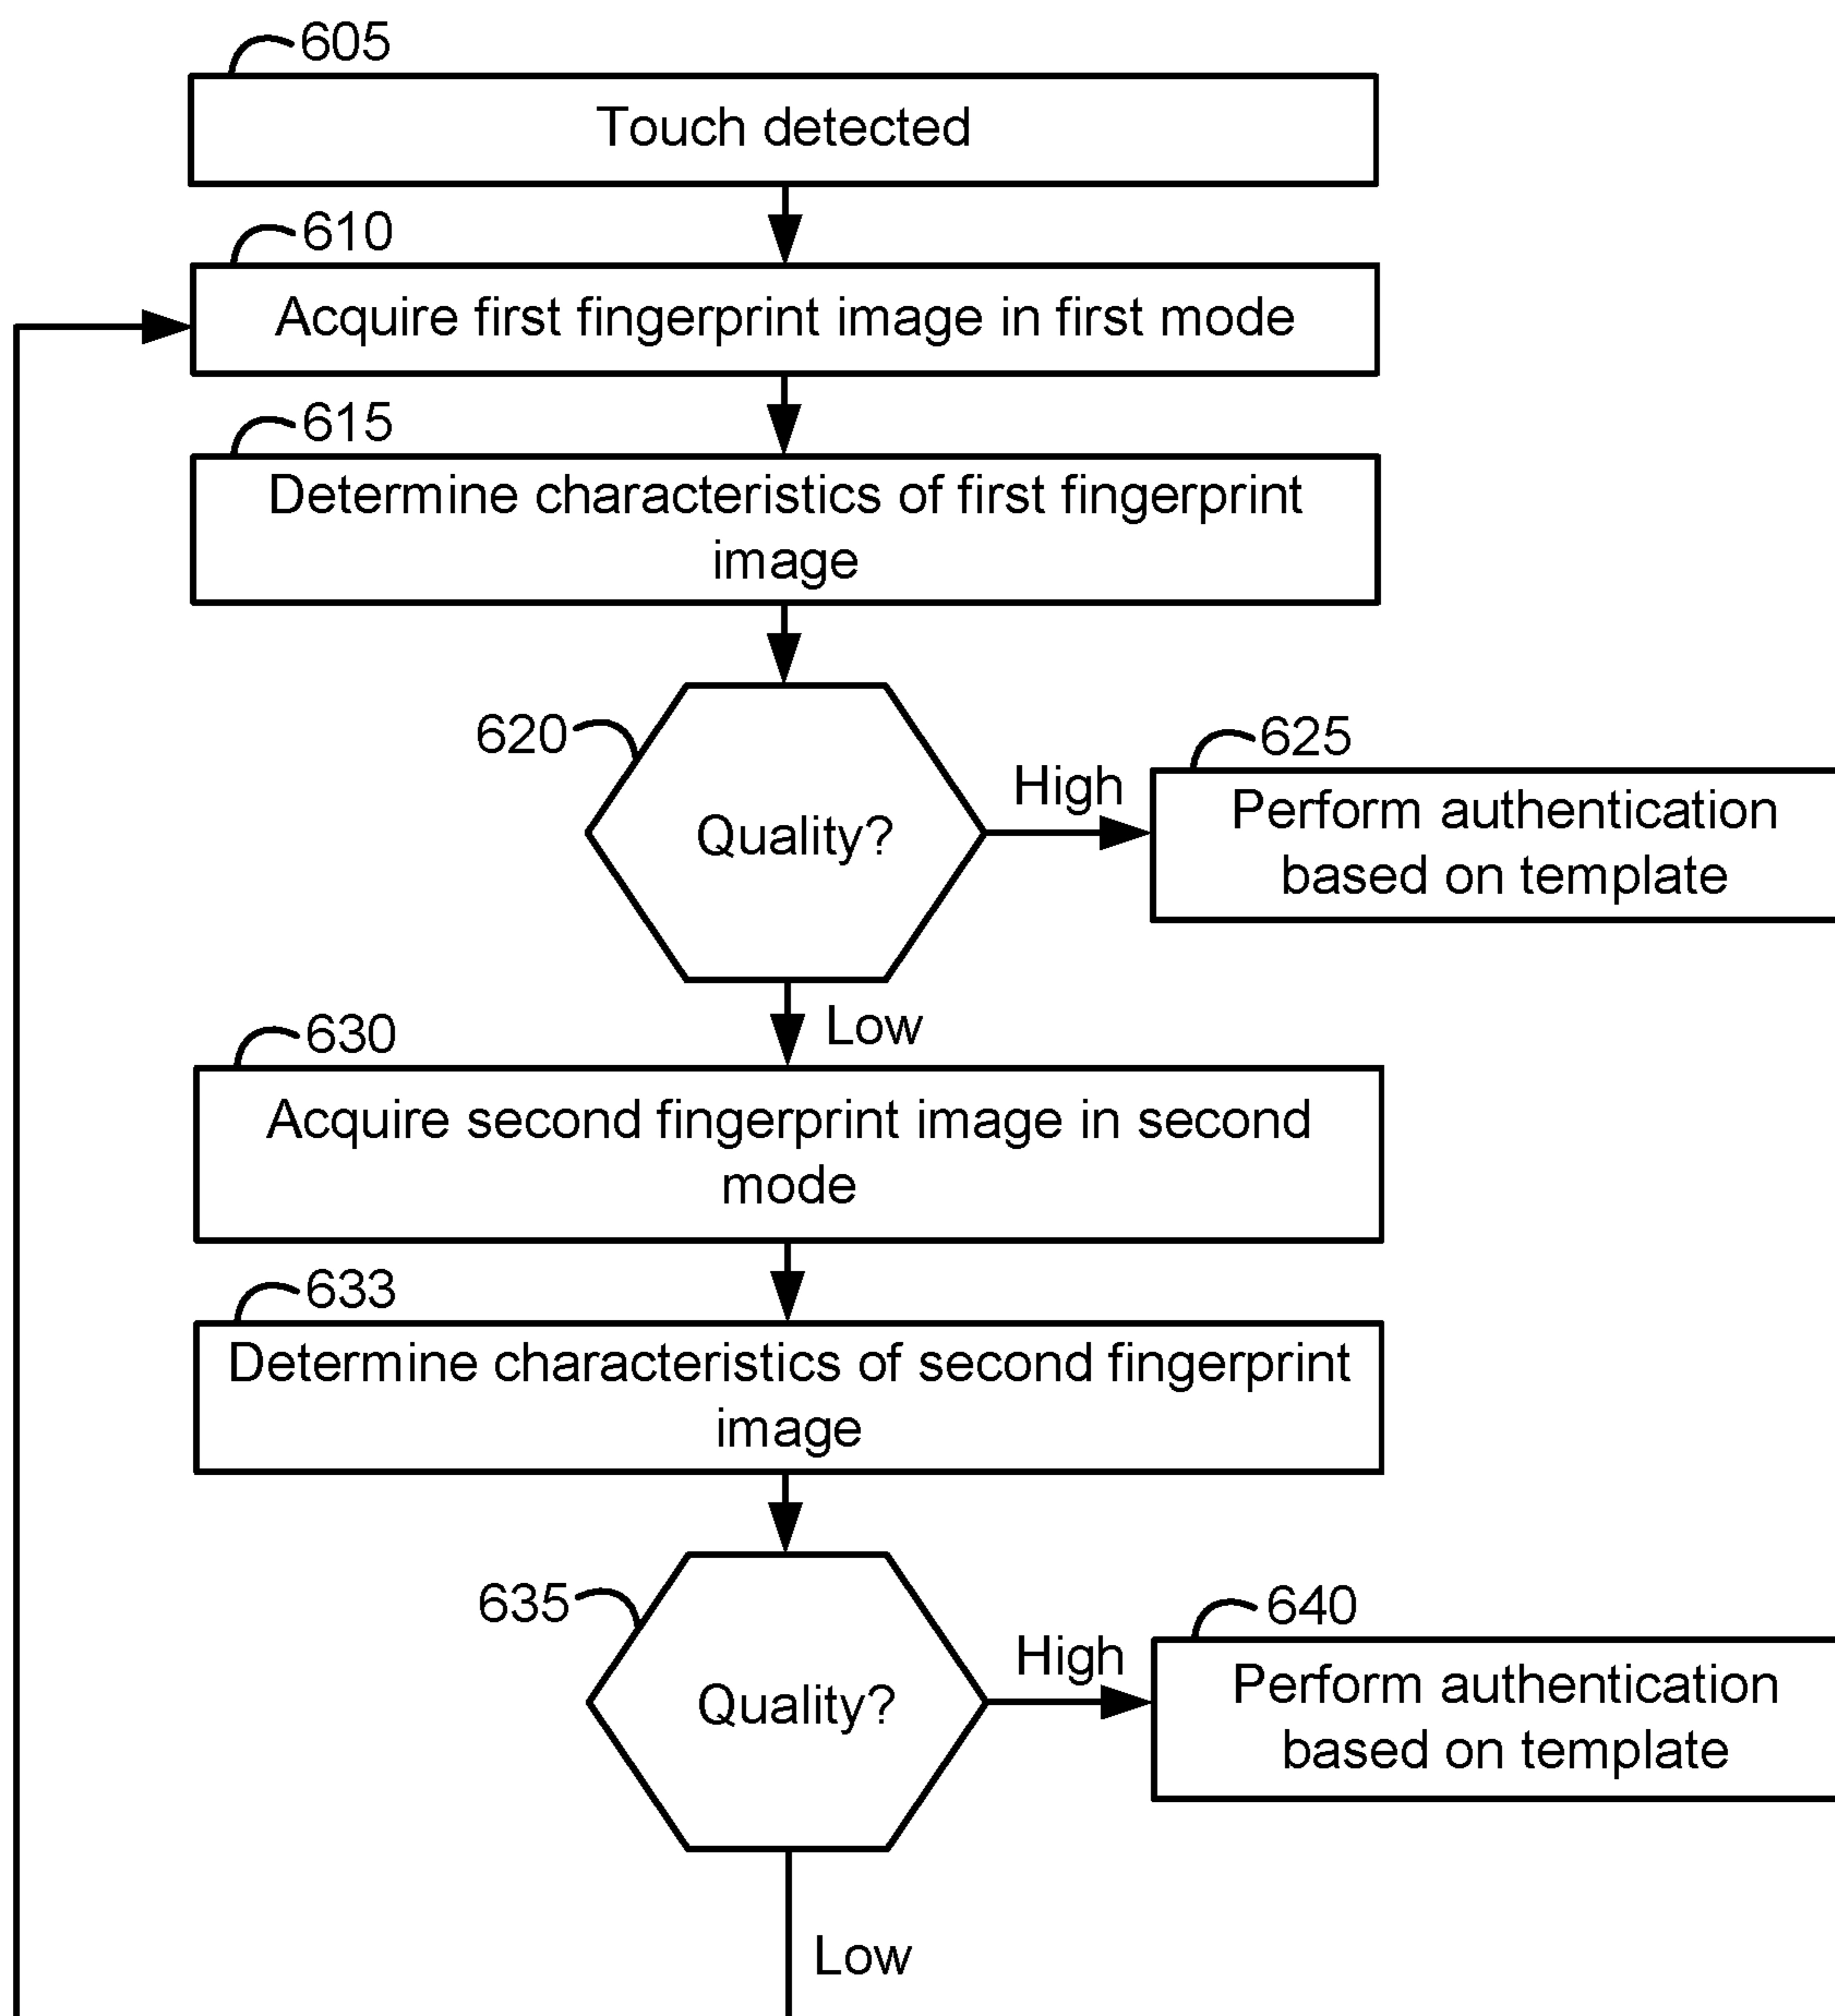 605
Touch detected
610
Acquire first fingerprint image in first mode
615
Determine characteristics of first fingerprint
image
620
Quality?
High
625
Perform authentication
based on template
Low
630
Acquire second fingerprint image in second
mode
633
Determine characteristics of second fingerprint
image
635
Quality?
High
640
Perform authentication
based on template
Low